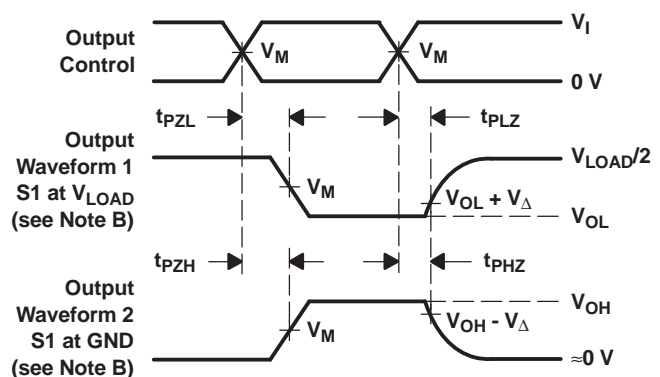 Output
Control
V_I
V_M
V_M
0 V
t_PZL
t_PLZ
Output
Waveform 1
S1 at V_LOAD
(see Note B)
V_LOAD/2
V_M
V_OL + V_Δ
V_OL
t_PZH
t_PHZ
Output
Waveform 2
S1 at GND
(see Note B)
V_OH
V_M
V_OH - V_Δ
≈0 V